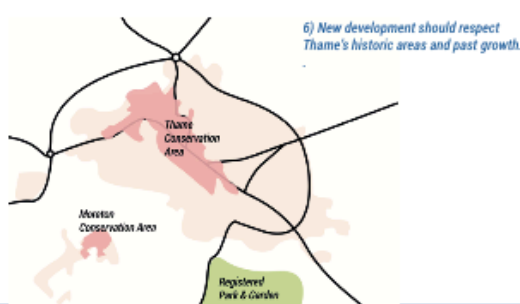 6) New development should respect
Thame's historic areas and past growth.
Thame
Conservation
Area
Moreton
Conservation Area
Registered
Park & Garden